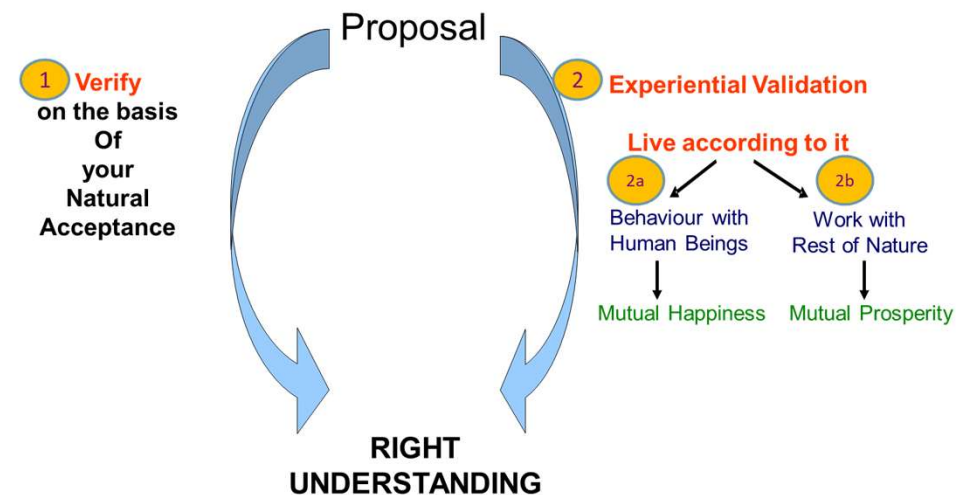 Proposal
1 Verify
on the basis
Of
your
Natural
Acceptance
2 Experiential Validation
Live according to it
2a
Behaviour with
Human Beings
Mutual Happiness
2b
Work with
Rest of Nature
Mutual Prosperity
RIGHT
UNDERSTANDING